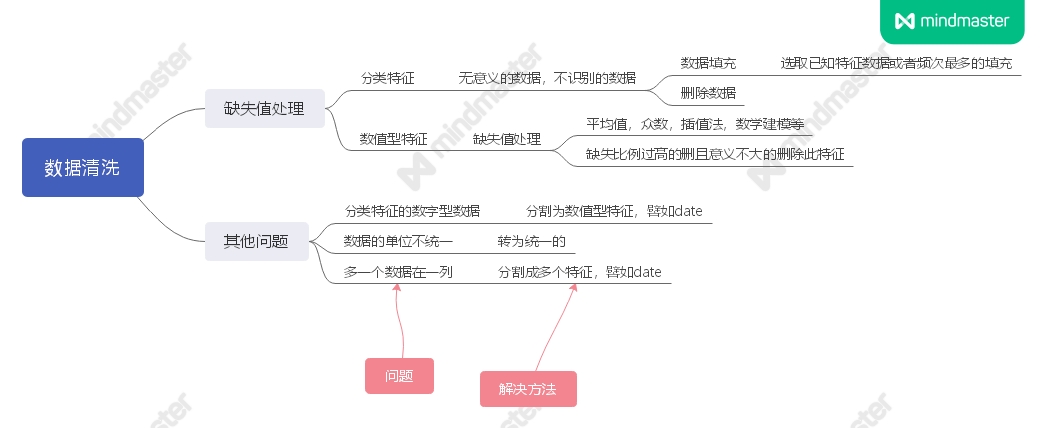 mindmaster
数据清洗
缺失值处理
分类特征
无意义的数据，不识别的数据
数据填充
选取已知特征数据或者频次最多的填充
删除数据
数值型特征
缺失值处理
平均值，众数，插值法，数学建模等
缺失比例过高的删且意义不大的删除此特征
其他问题
分类特征的数字型数据
分割为数值型特征，譬如date
数据的单位不统一
转为统一的
多一个数据在一列
分割成多个特征，譬如date
问题
解决方法
mindmaster
mindmaster
mindmaster